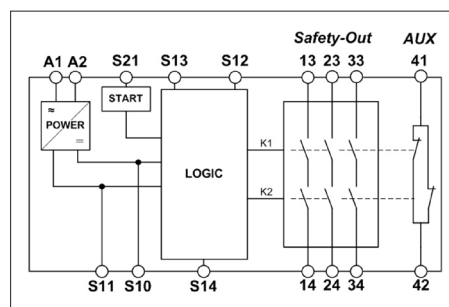 Safety-Out AUX
A1 A2 S21 S13 S12 13 23 33 41
START
≂
POWER
⎓
K1
LOGIC
K2
S11 S10 S14 14 24 34 42